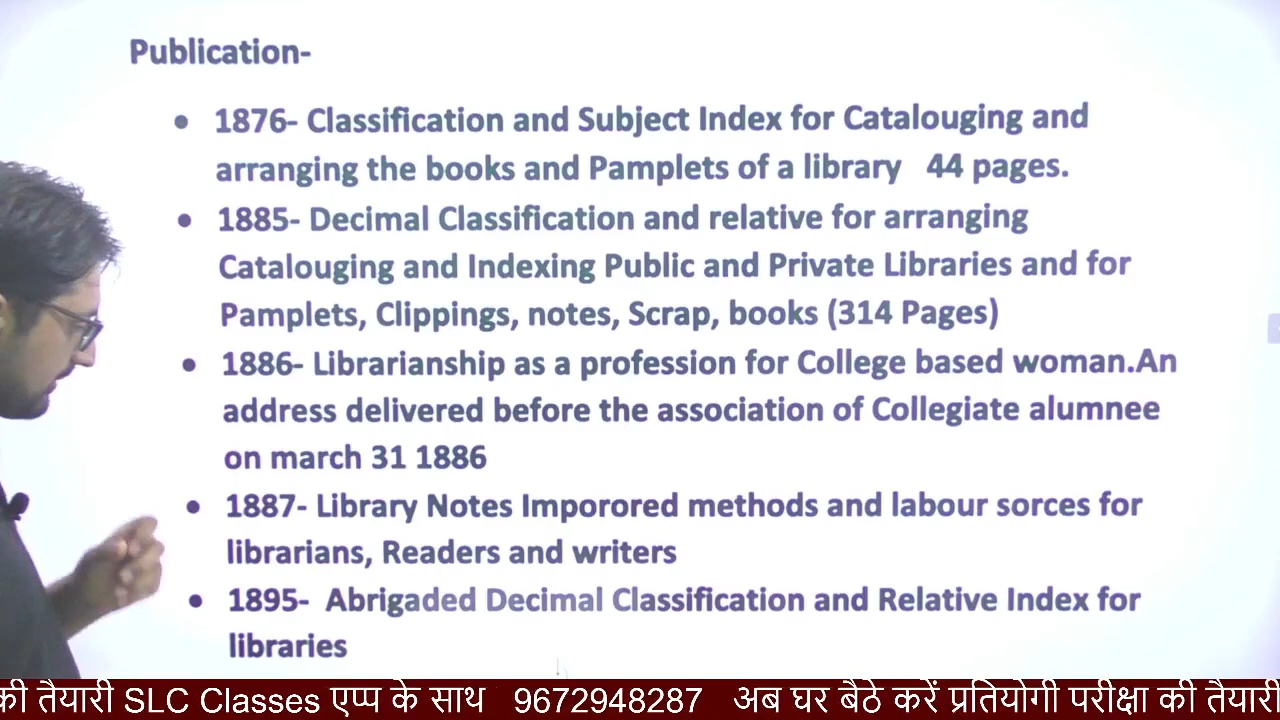 Publication-
• 1876- Classification and Subject Index for Catalouging and
arranging the books and Pamplets of a library 44 pages.
• 1885- Decimal Classification and relative for arranging
Catalouging and Indexing Public and Private Libraries and for
Pamplets, Clippings, notes, Scrap, books (314 Pages)
• 1886- Librarianship as a profession for College based woman.An
address delivered before the association of Collegiate alumnee
on march 31 1886
• 1887- Library Notes Imporored methods and labour sorces for
librarians, Readers and writers
• 1895- Abrigaded Decimal Classification and Relative Index for
libraries
की तैयारी SLC Classes एप्प के साथ 9672948287 अब घर बैठे करें प्रतियोगी परीक्षा की तैयारी